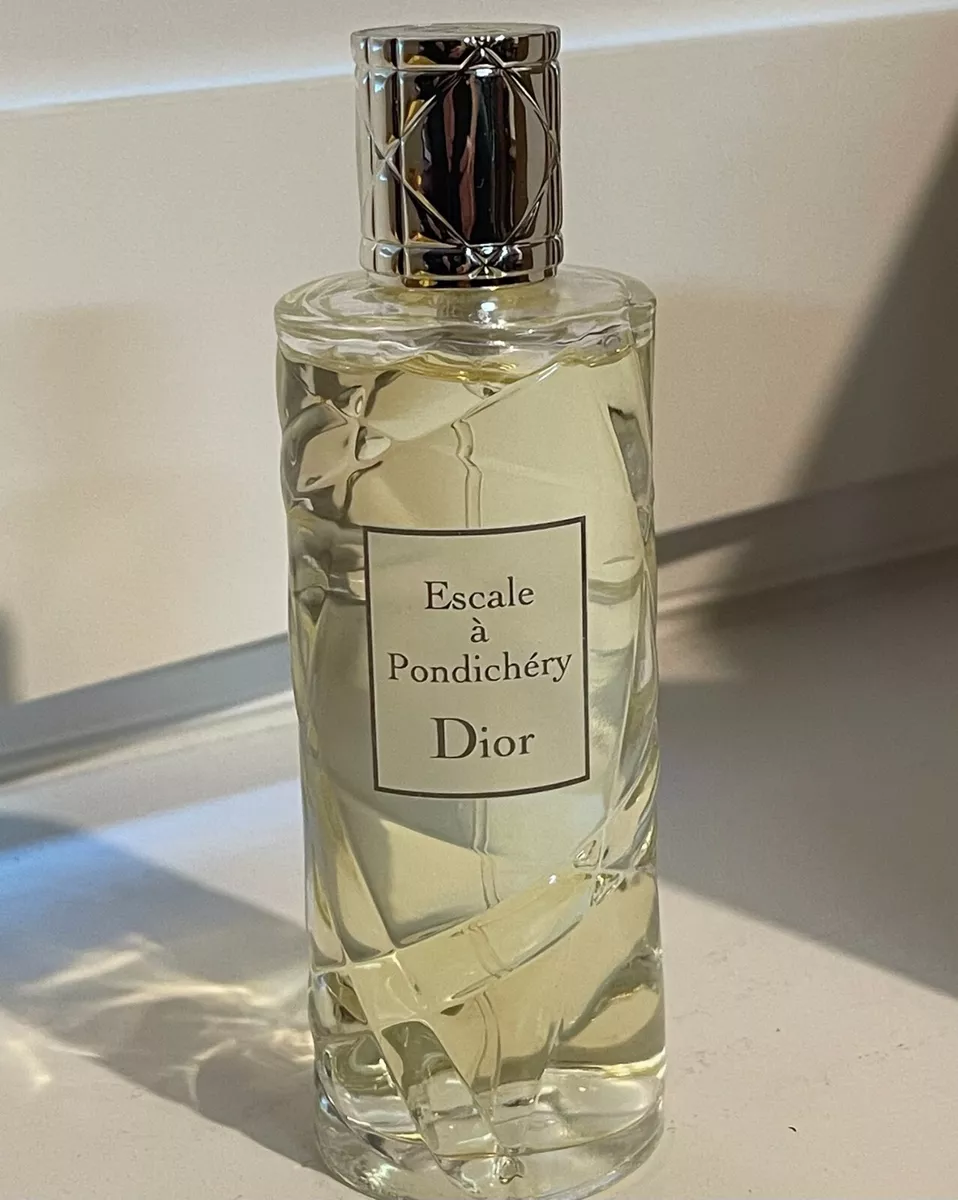 Escale
à
Pondichéry
Dior